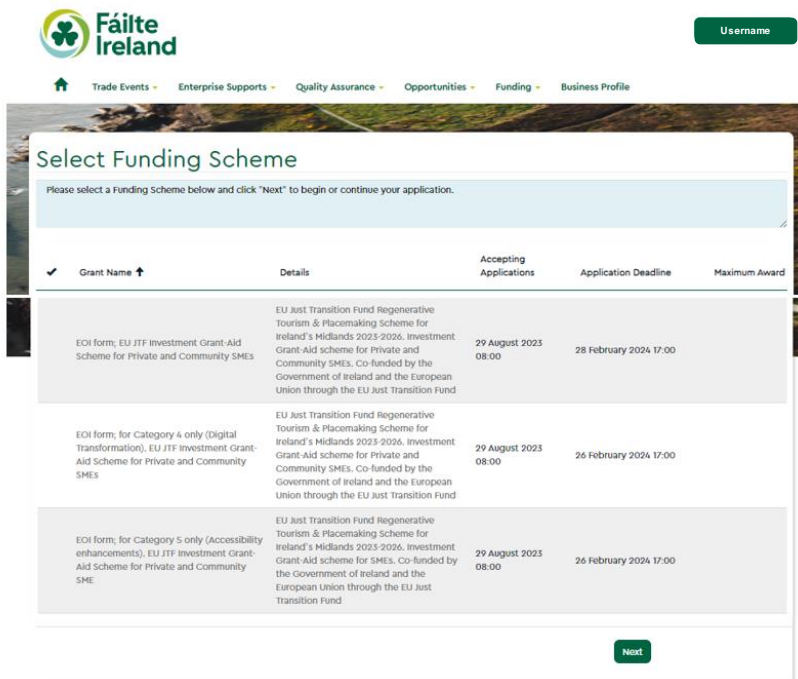 Fáilte
Ireland
Username
Trade Events
Enterprise Supports
Quality Assurance
Opportunities
Funding
Business Profile
Select Funding Scheme
Please select a Funding Scheme below and click "Next" to begin or continue your application.
Grant Name
Details
Accepting
Applications
Application Deadline
Maximum Award
EOI form; EU JTF Investment Grant-Aid
Scheme for Private and Community SMEs
EU Just Transition Fund Regenerative
Tourism & Placemaking Scheme for
Ireland's Midlands 2023-2026. Investment
Grant-Aid scheme for Private and
Community SMEs. Co-funded by the
Government of Ireland and the European
Union through the EU Just Transition Fund
29 August 2023
08:00
28 February 2024 17:00
EOI form; for Category 4 only (Digital
Transformation). EU JTF Investment Grant-
Aid Scheme for Private and Community
SMEs
EU Just Transition Fund Regenerative
Tourism & Placemaking Scheme for
Ireland's Midlands 2023-2026. Investment
Grant-Aid scheme for Private and
Community SMEs. Co-funded by the
Government of Ireland and the European
Union through the EU Just Transition Fund
29 August 2023
08:00
26 February 2024 17:00
EOI form; for Category 5 only (Accessibility
enhancements). EU JTF Investment Grant-
Aid Scheme for Private and Community
SME
EU Just Transition Fund Regenerative
Tourism & Placemaking Scheme for
Ireland's Midlands 2023-2026. Investment
Grant-Aid scheme for SMEs. Co-funded by
the Government of Ireland and the
European Union through the EU Just
Transition Fund
29 August 2023
08:00
26 February 2024 17:00
Next